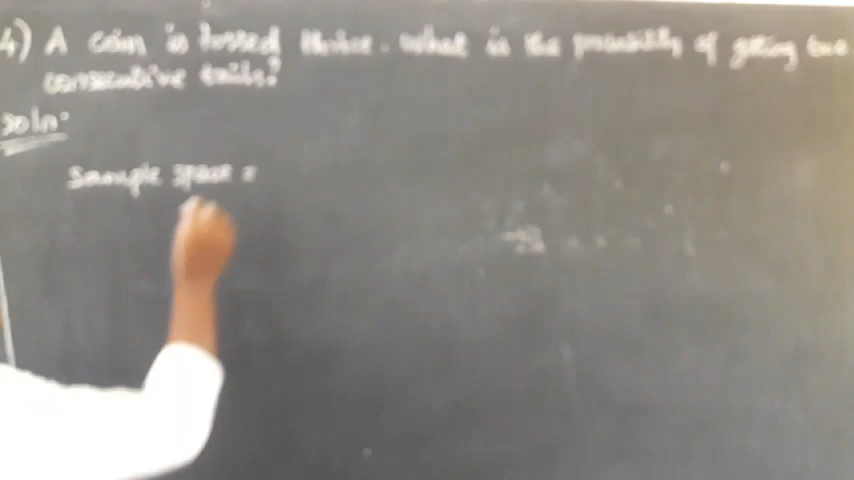 4) A coin is tossed thrice. What is the probability of getting two
consecutive tails?
Soln.
Sample space =